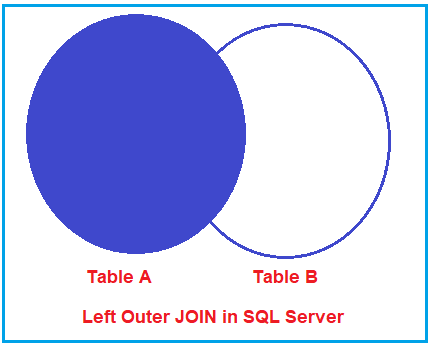 Table A Table B
Left Outer JOIN in SQL Server